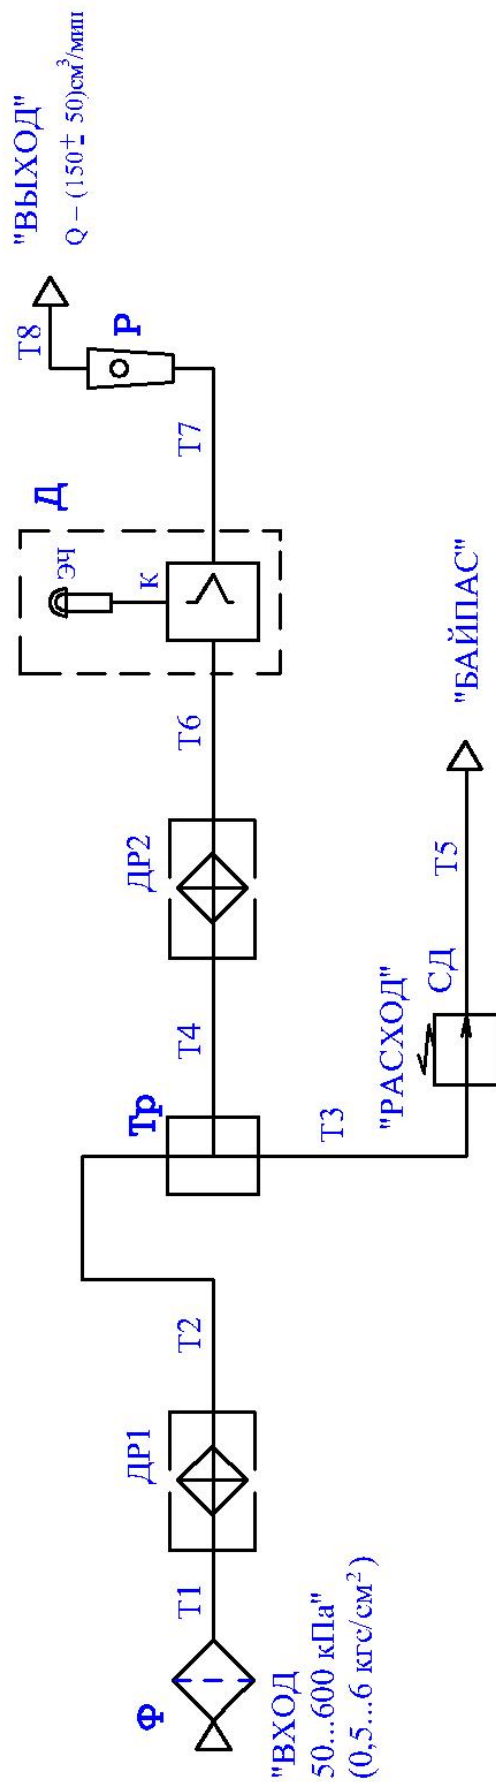 Ф
"ВХОД
50...600 кПа"
(0,5...6 кгс/см²)
Т1
ДР1
Т2
Тр
Т3
Т4
"РАСХОД"
СД
Т5
"БАЙПАС"
ДР2
Т6
Д
ЭЧ
К
Т7
Р
Т8
"ВЫХОД"
Q – (150± 50)см³/мин